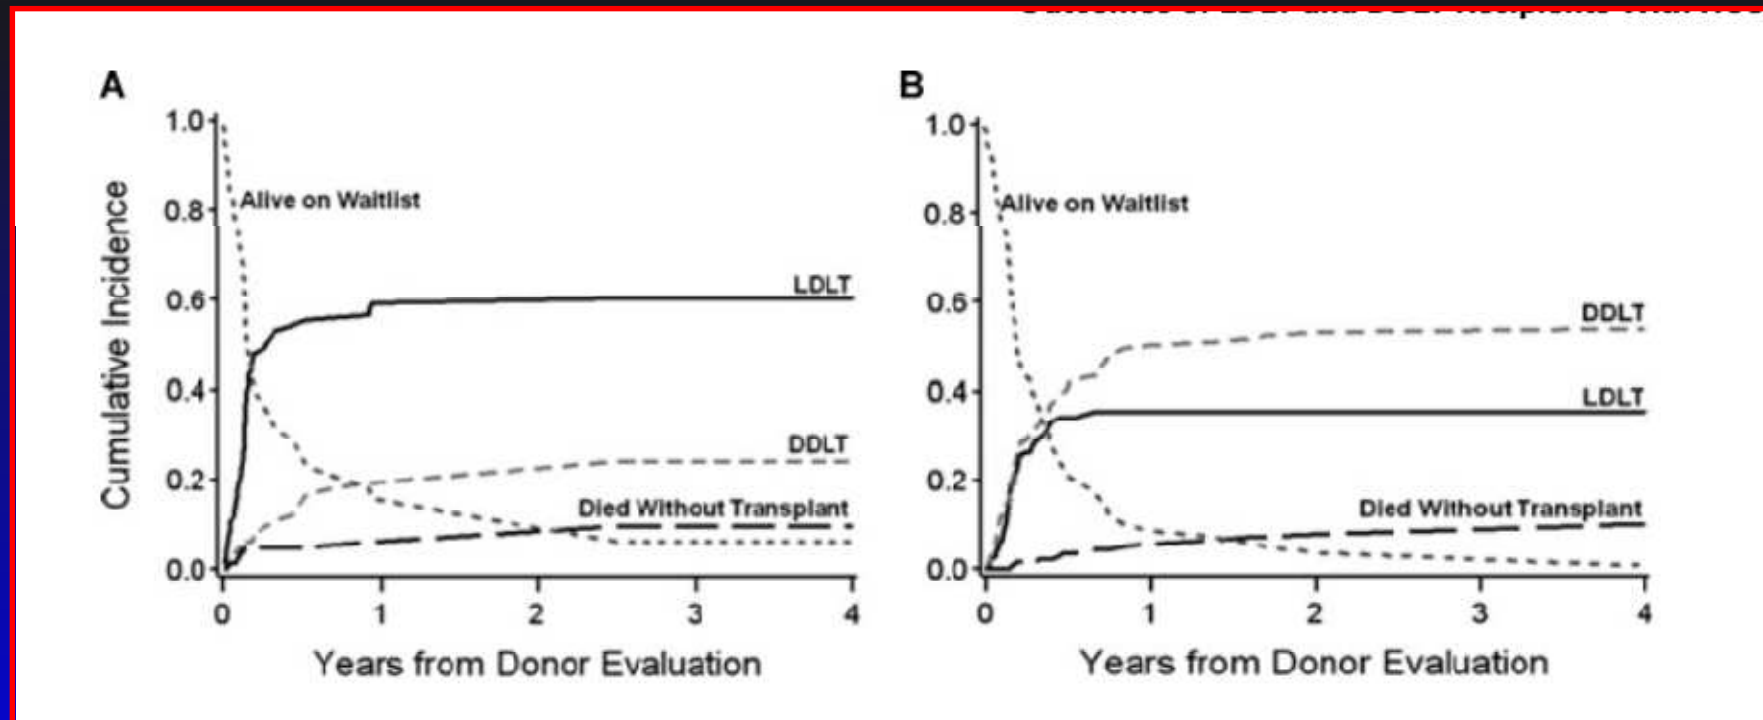 A
1.0
0.8
0.6
0.4
0.2
0.0
Cumulative Incidence
Alive on Waitlist
LDLT
DDLT
Died Without Transplant
0 1 2 3 4
Years from Donor Evaluation
B
1.0
0.8
0.6
0.4
0.2
0.0
Alive on Waitlist
DDLT
LDLT
Died Without Transplant
0 1 2 3 4
Years from Donor Evaluation